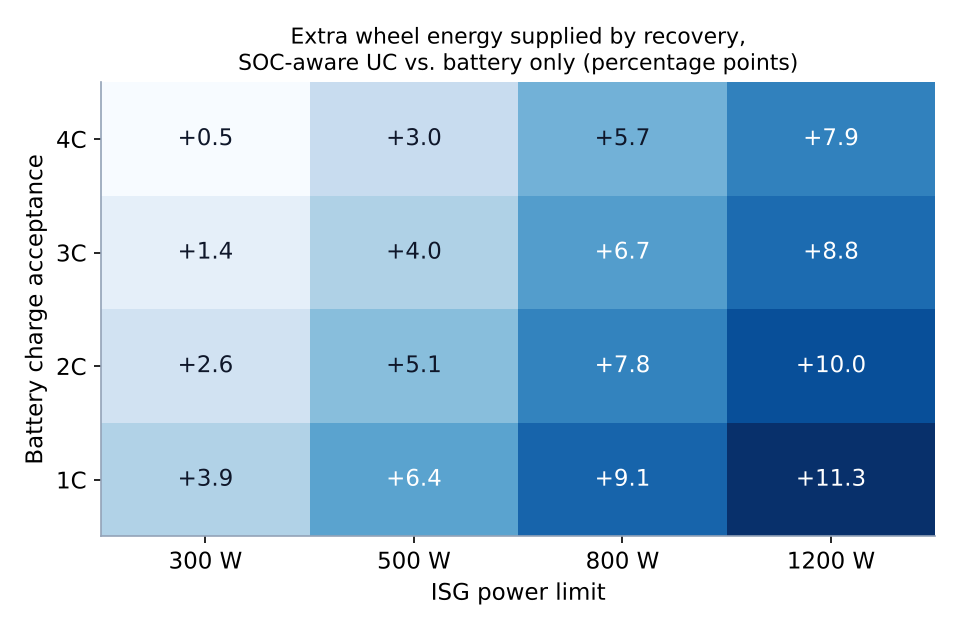 Extra wheel energy supplied by recovery,
SOC-aware UC vs. battery only (percentage points)
Battery charge acceptance
4C +0.5 +3.0 +5.7 +7.9
3C +1.4 +4.0 +6.7 +8.8
2C +2.6 +5.1 +7.8 +10.0
1C +3.9 +6.4 +9.1 +11.3
300 W 500 W 800 W 1200 W
ISG power limit